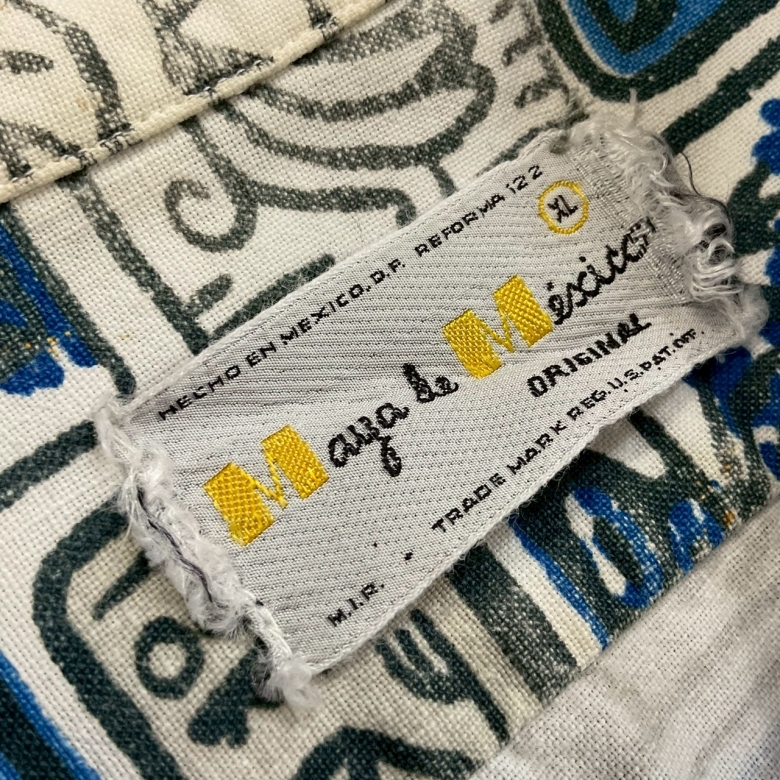 HECHO EN MEXICO, D.F. REFORMA 122
XL
Maya de México
ORIGINAL
M.I.R. - TRADE MARK REG. U.S. PAT. OFF.